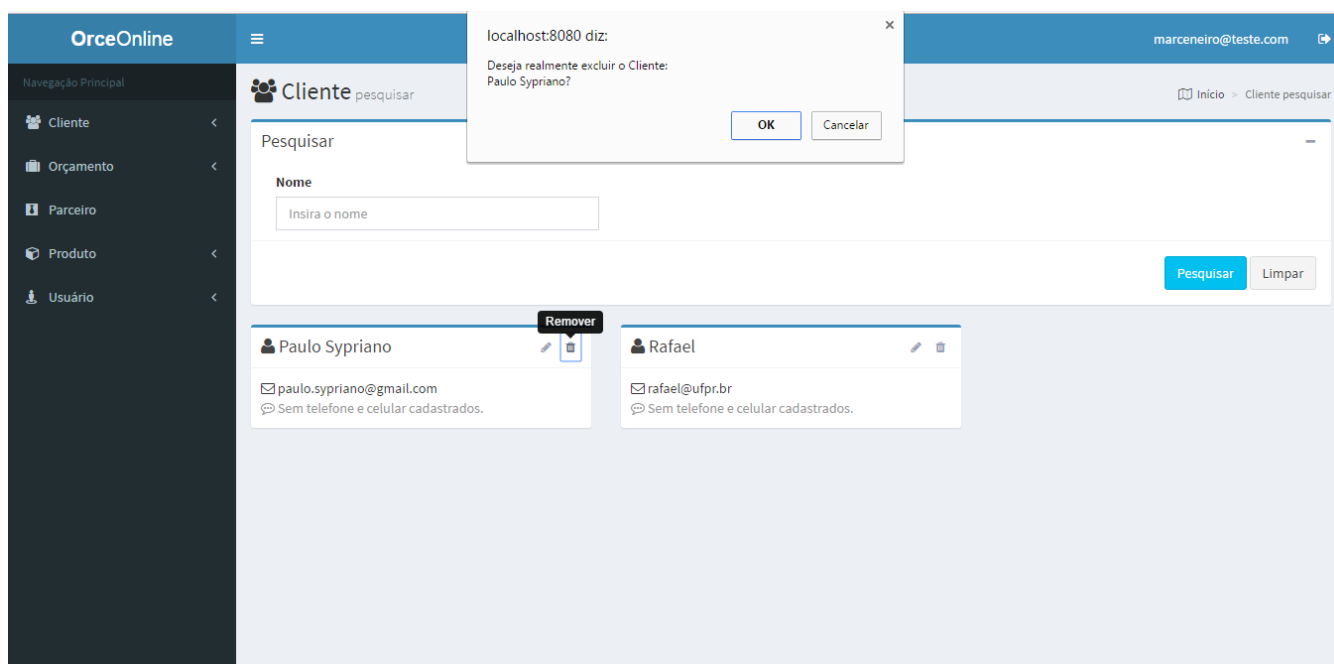 OrceOnline
marceneiro@teste.com
localhost:8080 diz:
Deseja realmente excluir o Cliente:
Paulo Sypriano?
OK
Cancelar
Navegação Principal
Cliente
Orçamento
Parceiro
Produto
Usuário
Cliente pesquisar
Início > Cliente pesquisar
Pesquisar
Nome
Insira o nome
Pesquisar
Limpar
Remover
Paulo Sypriano
paulo.sypriano@gmail.com
Sem telefone e celular cadastrados.
Rafael
rafael@ufpr.br
Sem telefone e celular cadastrados.